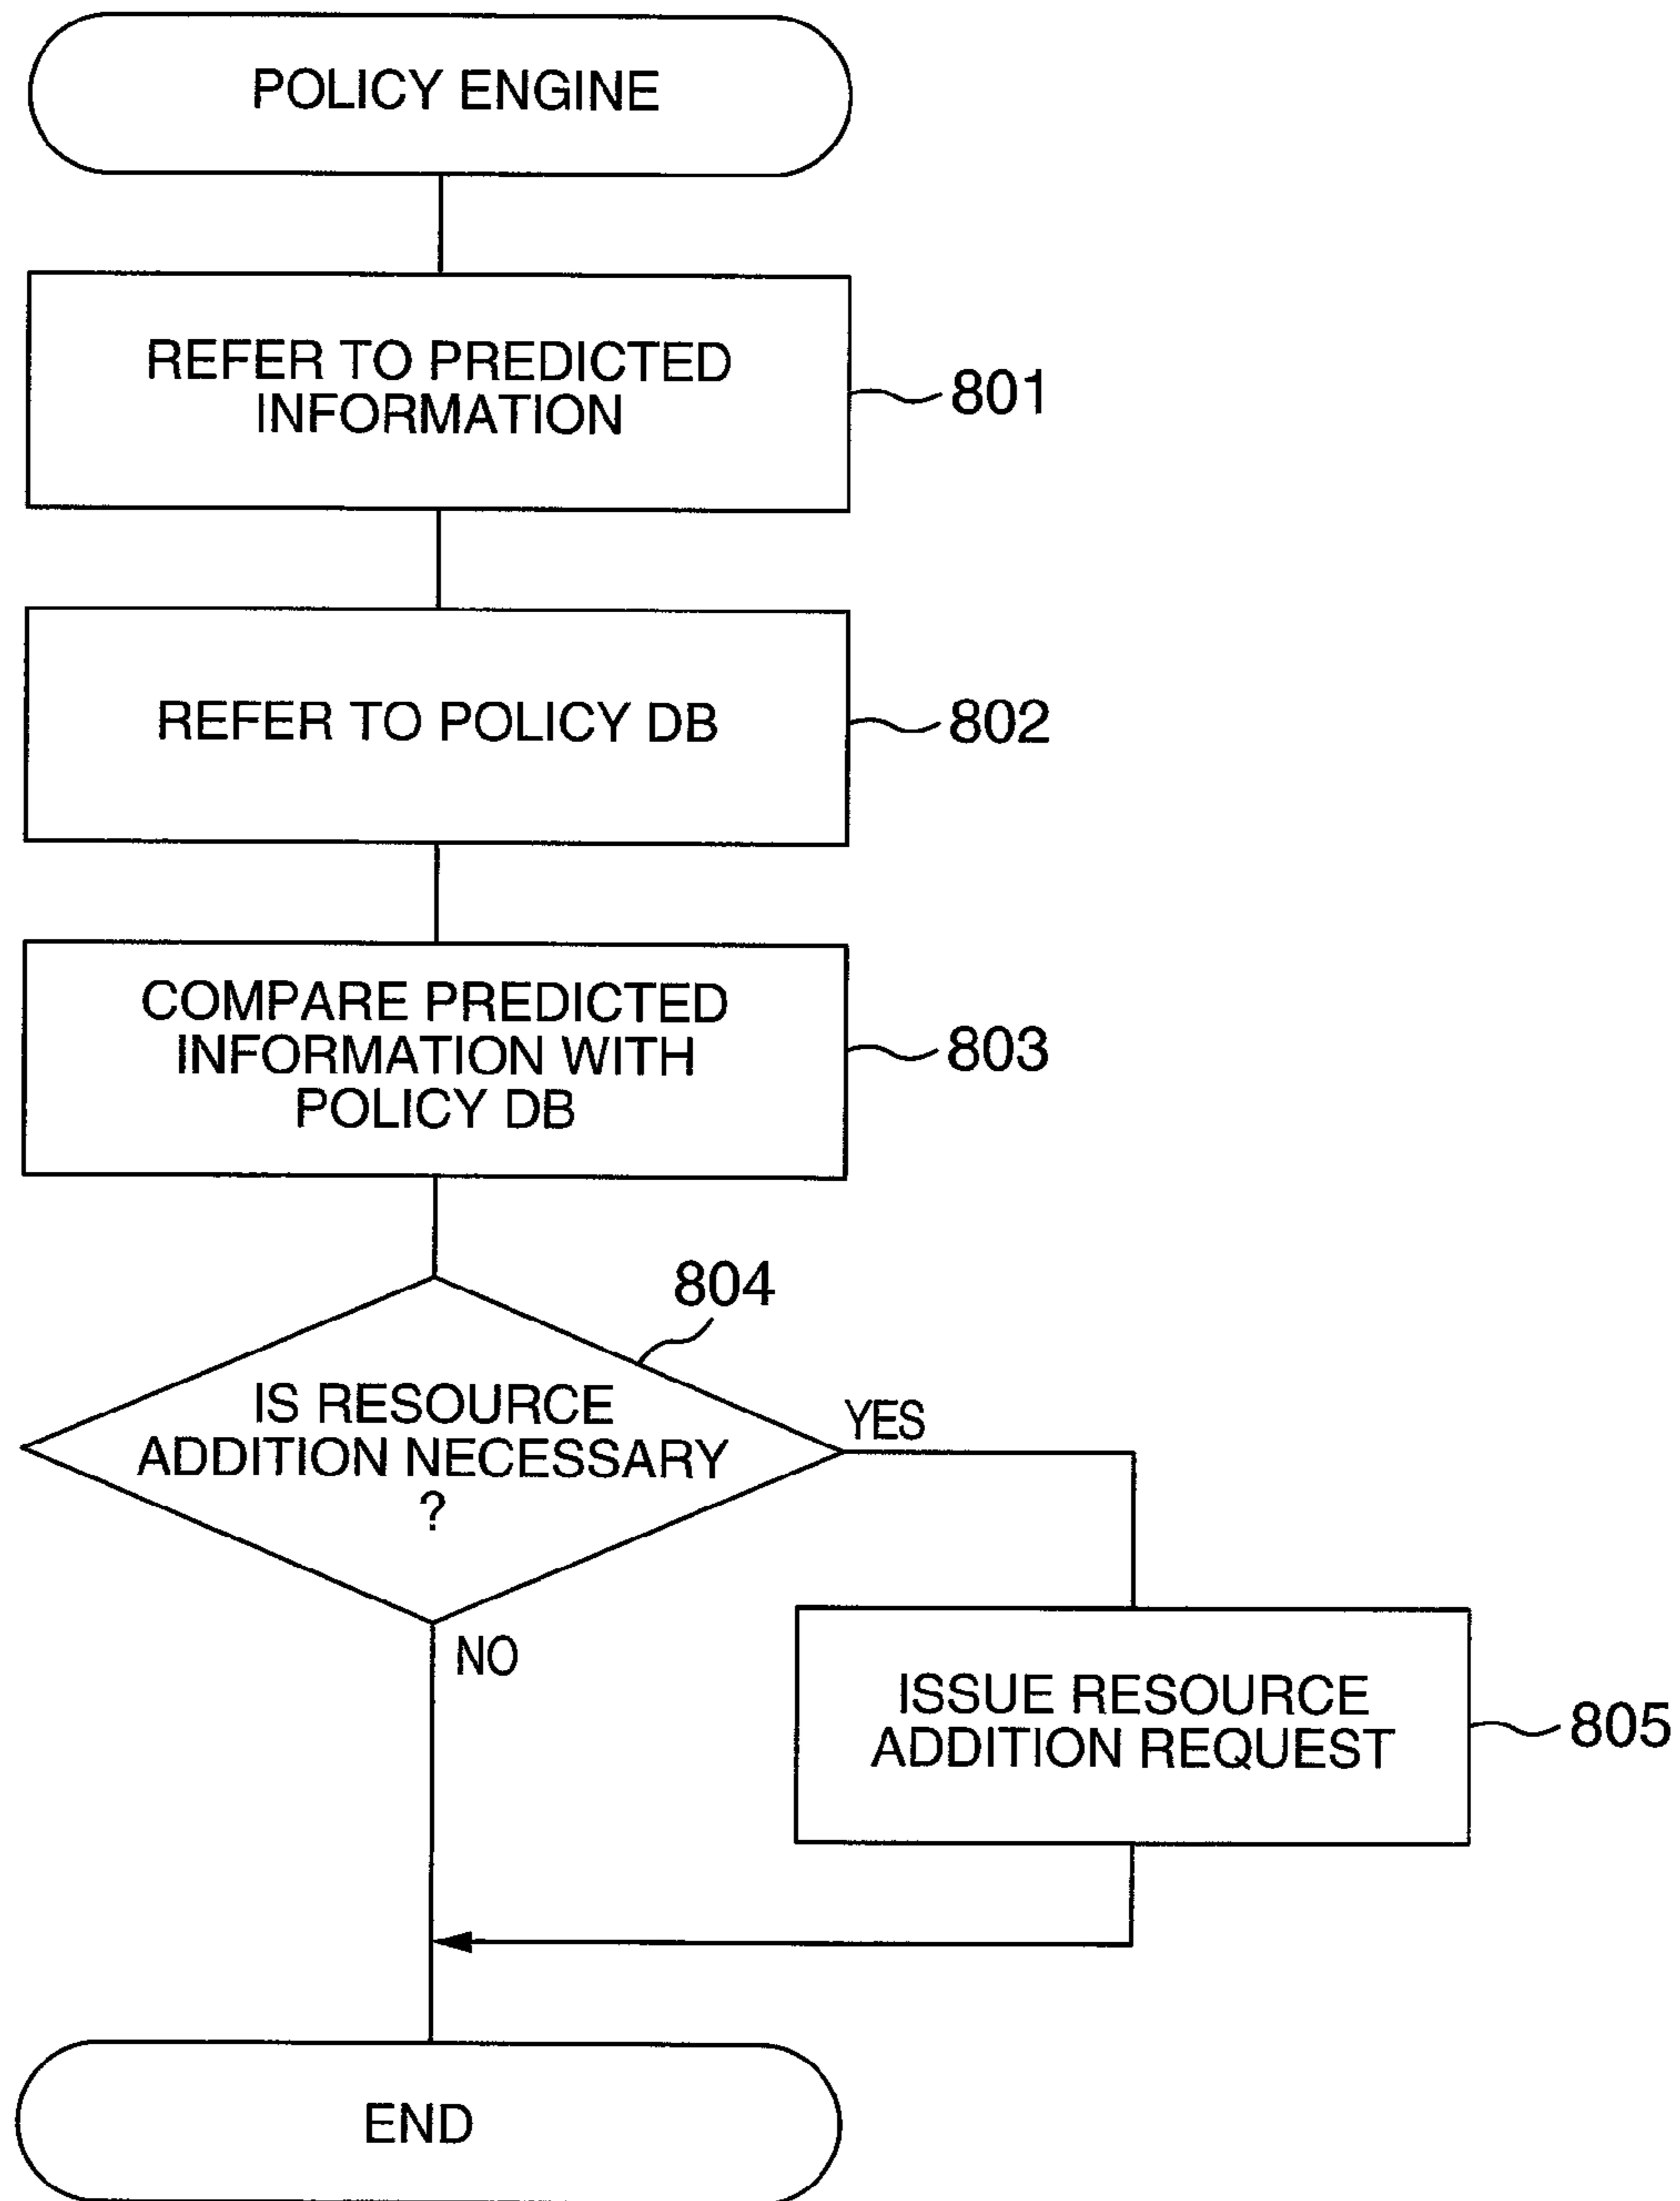 POLICY ENGINE
REFER TO PREDICTED
INFORMATION
801
REFER TO POLICY DB
802
COMPARE PREDICTED
INFORMATION WITH
POLICY DB
803
804
IS RESOURCE
ADDITION NECESSARY
?
YES
NO
ISSUE RESOURCE
ADDITION REQUEST
805
END